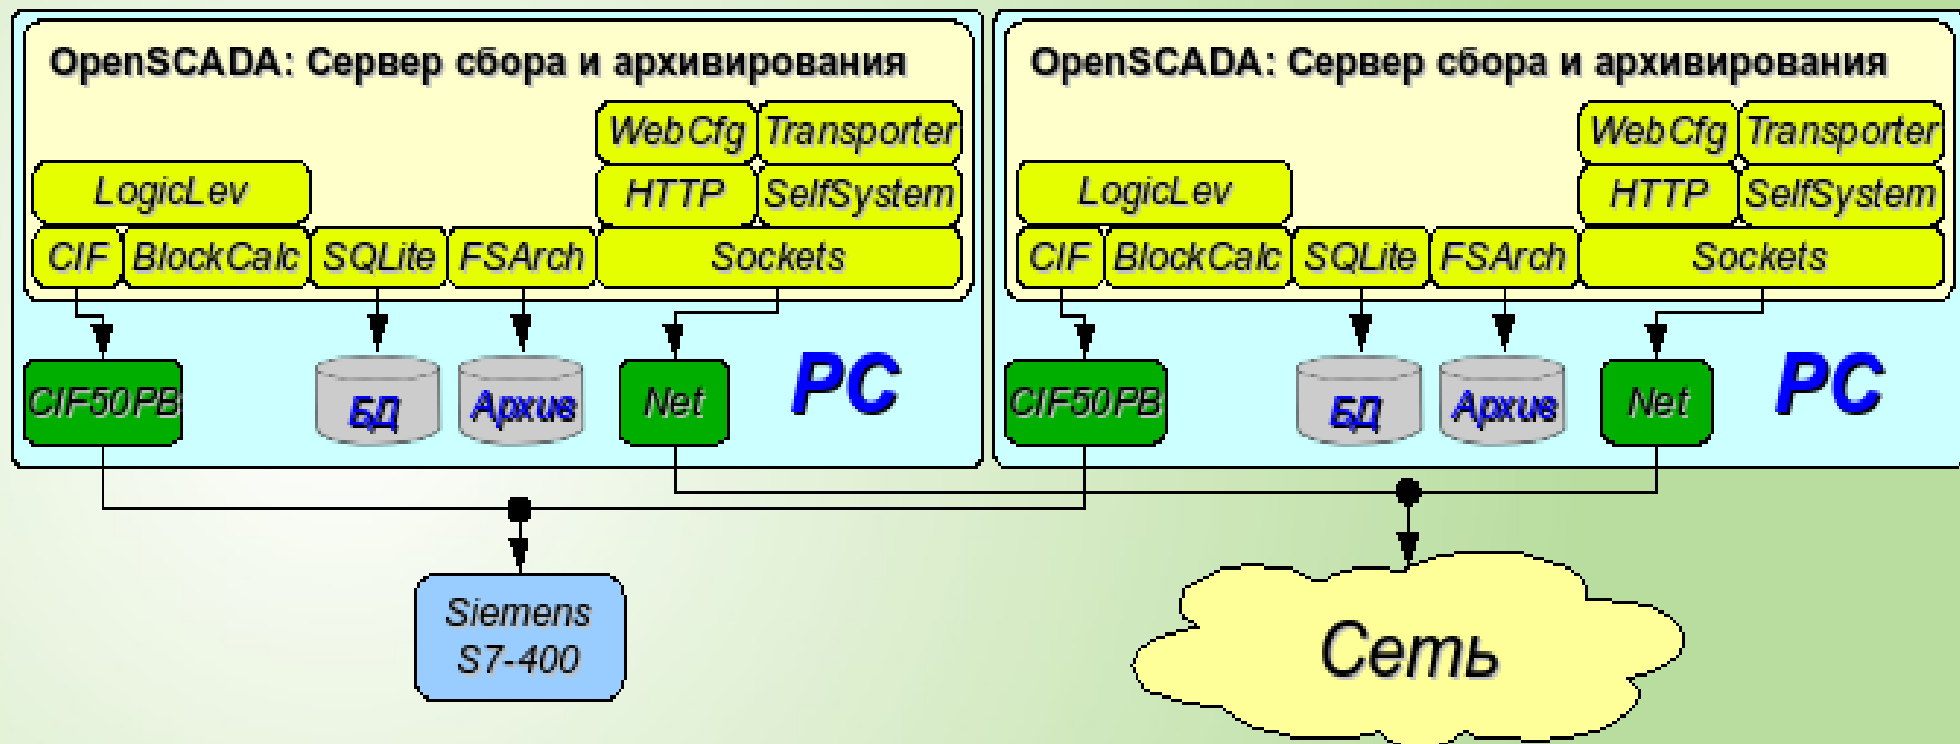 OpenSCADA: Сервер сбора и архивирования
WebCfg Transporter
LogicLev HTTP SelfSystem
CIF BlockCalc SQLite FSArch Sockets
CIF50PB БД Архив Net PC
OpenSCADA: Сервер сбора и архивирования
WebCfg Transporter
LogicLev HTTP SelfSystem
CIF BlockCalc SQLite FSArch Sockets
CIF50PB БД Архив Net PC
Siemens
S7-400
Сеть